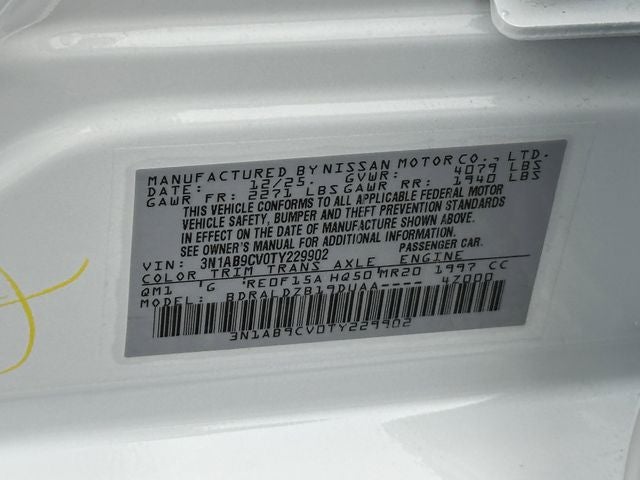 MANUFACTURED BY NISSAN MOTOR CO., LTD.
DATE: 12/25. GVWR: 4079 LBS
GAWR FR: 2271 LBS GAWR RR: 1940 LBS
THIS VEHICLE CONFORMS TO ALL APPLICABLE FEDERAL MOTOR
VEHICLE SAFETY, BUMPER AND THEFT PREVENTION STANDARDS
IN EFFECT ON THE DATE OF MANUFACTURE SHOWN ABOVE.
SEE OWNER'S MANUAL FOR ADDITIONAL INFORMATION.
VIN: 3N1AB9CV0TY229902 PASSENGER CAR.
COLOR TRIM TRANS AXLE ENGINE
QM1 'G 'RE0F15A HQ50 MR20 1997 CC
MODEL: BDRALDZB19DUAA---- 47000
3N1AB9CV0TY229902